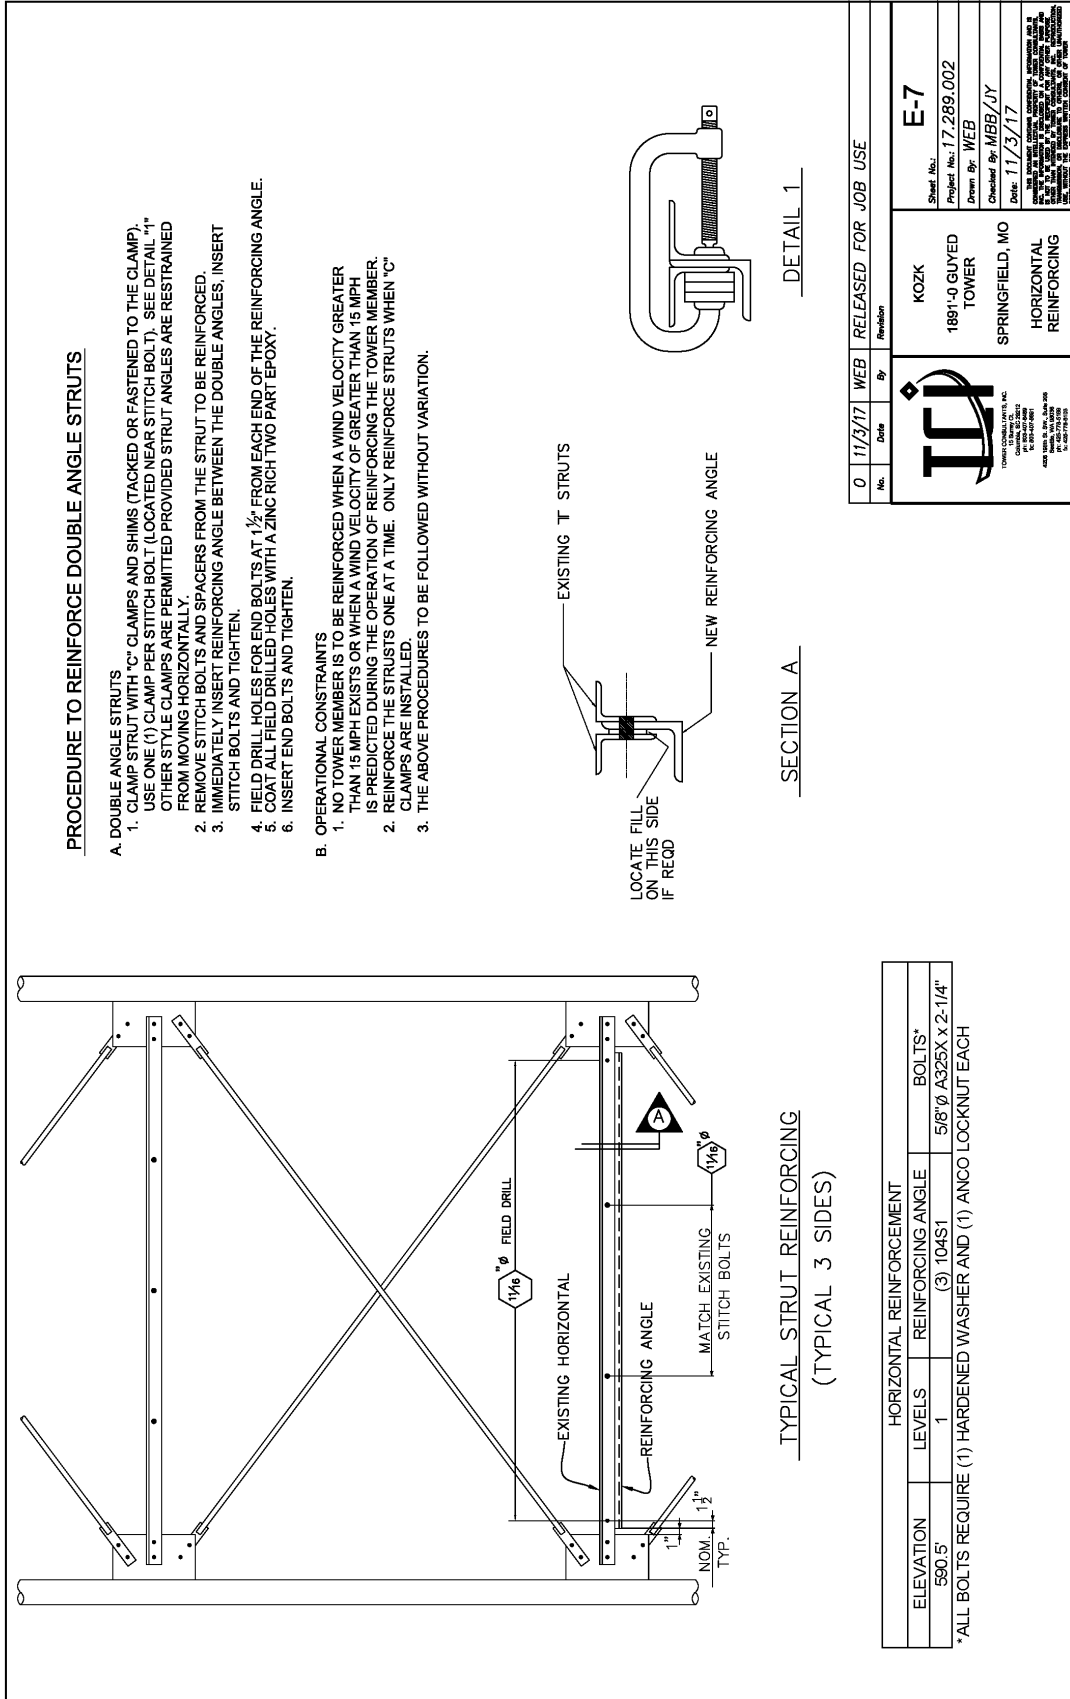 PROCEDURE TO REINFORCE DOUBLE ANGLE STRUTS
A. DOUBLE ANGLE STRUTS
1. CLAMP STRUT WITH "C" CLAMPS AND SHIMS (TACKED OR FASTENED TO THE CLAMP).
USE ONE (1) CLAMP PER STITCH BOLT (LOCATED NEAR STITCH BOLT). SEE DETAIL "1"
OTHER STYLE CLAMPS ARE PERMITTED PROVIDED STRUT ANGLES ARE RESTRAINED
FROM MOVING HORIZONTALLY.
2. REMOVE STITCH BOLTS AND SPACERS FROM THE STRUT TO BE REINFORCED.
3. IMMEDIATELY INSERT REINFORCING ANGLE BETWEEN THE DOUBLE ANGLES, INSERT
STITCH BOLTS AND TIGHTEN.
4. FIELD DRILL HOLES FOR END BOLTS AT 1½" FROM EACH END OF THE REINFORCING ANGLE.
5. COAT ALL FIELD DRILLED HOLES WITH A ZINC RICH TWO PART EPOXY.
6. INSERT END BOLTS AND TIGHTEN.
B. OPERATIONAL CONSTRAINTS
1. NO TOWER MEMBER IS TO BE REINFORCED WHEN A WIND VELOCITY GREATER
THAN 15 MPH EXISTS OR WHEN A WIND VELOCITY OF GREATER THAN 15 MPH
IS PREDICTED DURING THE OPERATION OF REINFORCING THE TOWER MEMBER.
2. REINFORCE THE STRUSTS ONE AT A TIME. ONLY REINFORCE STRUTS WHEN "C"
CLAMPS ARE INSTALLED.
3. THE ABOVE PROCEDURES TO BE FOLLOWED WITHOUT VARIATION.
11/16 "Ø FIELD DRILL
EXISTING HORIZONTAL
REINFORCING ANGLE
MATCH EXISTING
STITCH BOLTS
11/16 "Ø
A
1"
1 1/2"
NOM.
TYP.
TYPICAL STRUT REINFORCING
(TYPICAL 3 SIDES)
LOCATE FILL
ON THIS SIDE
IF REQD
EXISTING ╥ STRUTS
NEW REINFORCING ANGLE
SECTION A
DETAIL 1
HORIZONTAL REINFORCEMENT
ELEVATION LEVELS REINFORCING ANGLE BOLTS*
590.5' 1 (3) 104S1 5/8"Ø A325X x 2-1/4"
*ALL BOLTS REQUIRE (1) HARDENED WASHER AND (1) ANCO LOCKNUT EACH
0 11/3/17 WEB RELEASED FOR JOB USE
No. Date By Revision
TCI
TOWER CONSULTANTS, INC.
KOZK
1891'-0 GUYED
TOWER
SPRINGFIELD, MO
HORIZONTAL
REINFORCING
Sheet No.: E-7
Project No.: 17.289.002
Drawn By: WEB
Checked By: MBB/JY
Date: 11/3/17